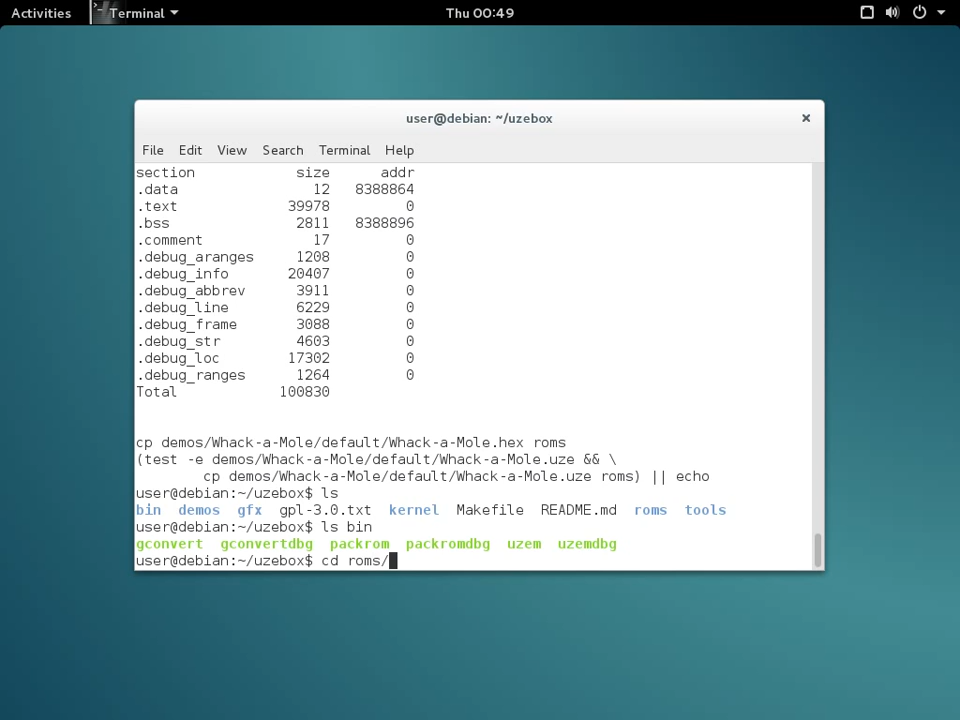 Activities Terminal Thu 00:49
user@debian: ~/uzebox ×
File Edit View Search Terminal Help
section size addr
.data 12 8388864
.text 39978 0
.bss 2811 8388896
.comment 17 0
.debug_aranges 1208 0
.debug_info 20407 0
.debug_abbrev 3911 0
.debug_line 6229 0
.debug_frame 3088 0
.debug_str 4603 0
.debug_loc 17302 0
.debug_ranges 1264 0
Total 100830
cp demos/Whack-a-Mole/default/Whack-a-Mole.hex roms
(test -e demos/Whack-a-Mole/default/Whack-a-Mole.uze && \
cp demos/Whack-a-Mole/default/Whack-a-Mole.uze roms) || echo
user@debian:~/uzebox$ ls
bin demos gfx gpl-3.0.txt kernel Makefile README.md roms tools
user@debian:~/uzebox$ ls bin
gconvert gconvertdbg packrom packromdbg uzem uzemdbg
user@debian:~/uzebox$ cd roms/